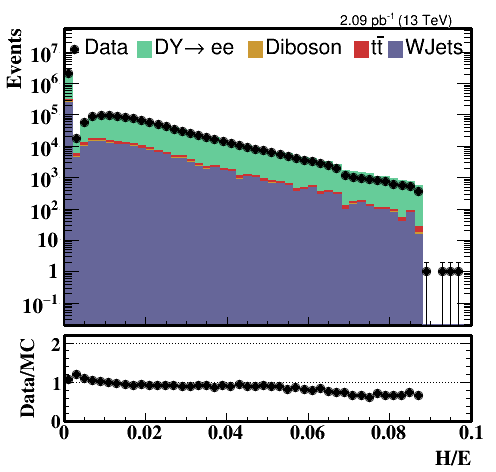 2.09 pb⁻¹ (13 TeV)
Events
Data DY→ ee Diboson tt̄ WJets
10⁷
10⁶
10⁵
10⁴
10³
10²
10
1
10⁻¹
Data/MC
2
1
0
0 0.02 0.04 0.06 0.08 0.1
H/E